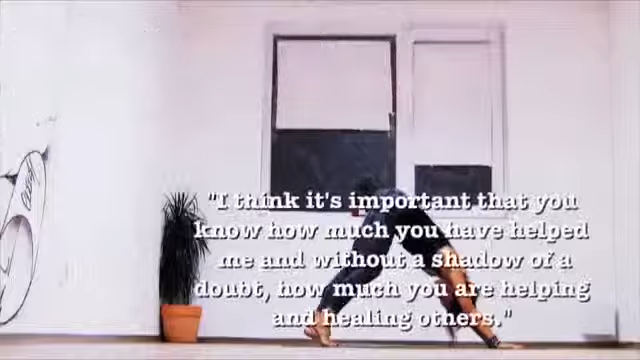 "I think it's important that you
know how much you have helped
me and without a shadow of a
doubt, how much you are helping
and healing others."